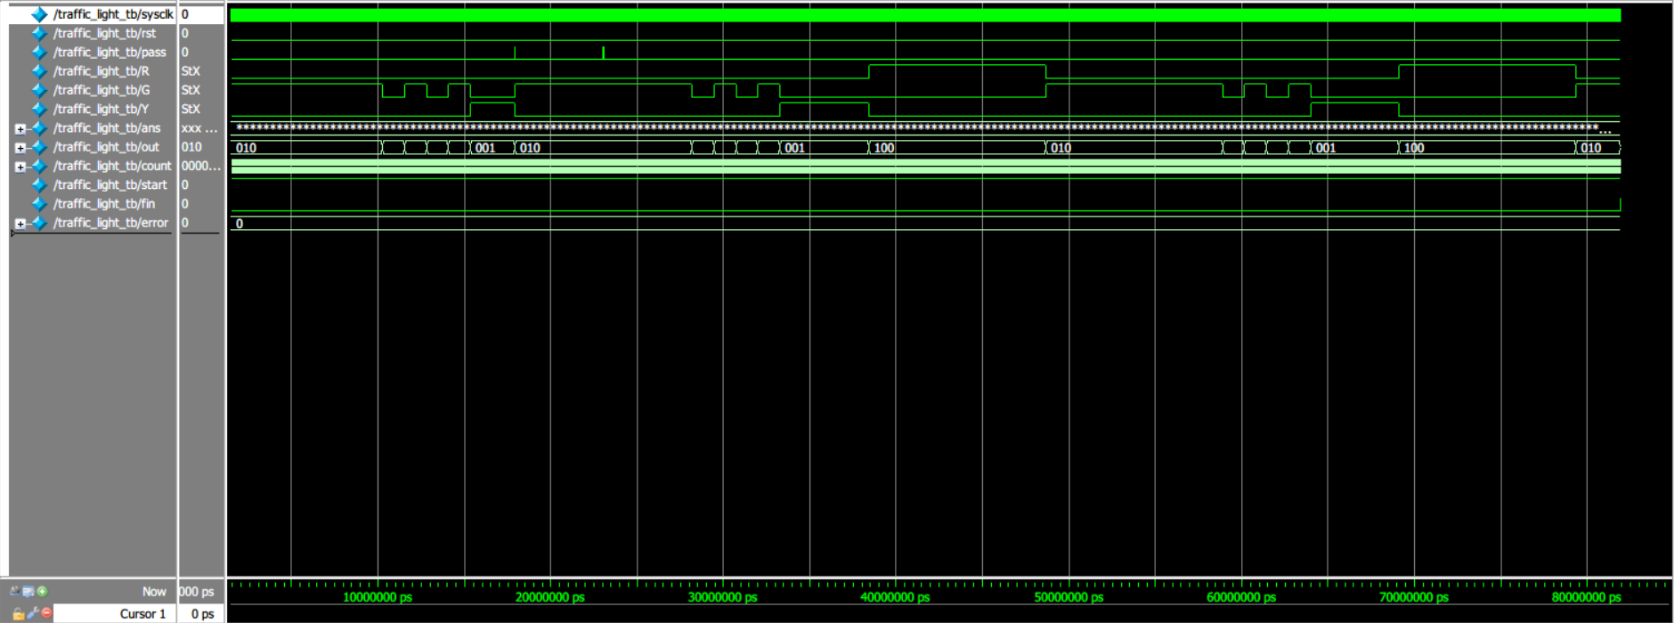 /traffic_light_tb/sysclk 0
/traffic_light_tb/rst 0
/traffic_light_tb/pass 0
/traffic_light_tb/R StX
/traffic_light_tb/G StX
/traffic_light_tb/Y StX
/traffic_light_tb/ans xxx ...
/traffic_light_tb/out 010 010 001 010 001 100 010 001 100 010
/traffic_light_tb/count 0000...
/traffic_light_tb/start 0
/traffic_light_tb/fin 0
/traffic_light_tb/error 0 0
Now 000 ps
10000000 ps 20000000 ps 30000000 ps 40000000 ps 50000000 ps 60000000 ps 70000000 ps 80000000 ps
Cursor 1 0 ps